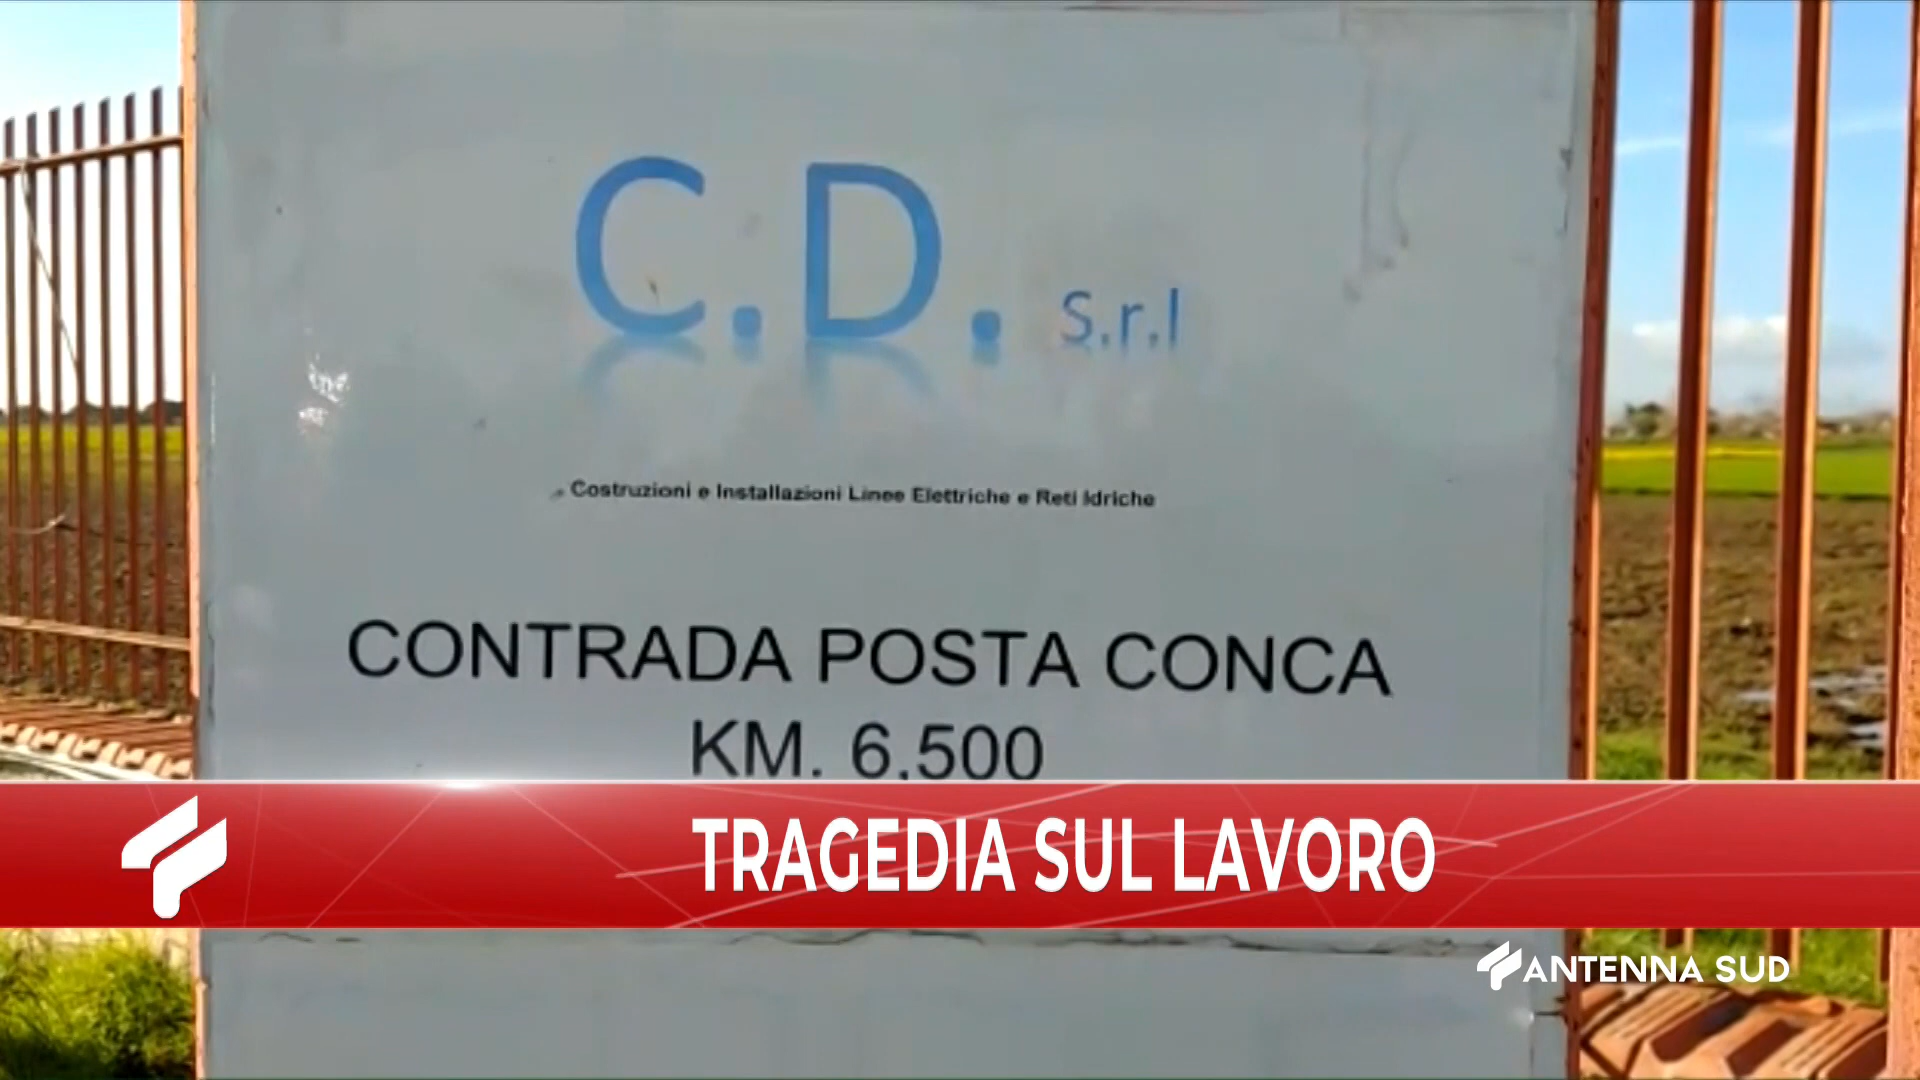 C.D. S.r.l
Costruzioni e Installazioni Linee Elettriche e Reti Idriche
CONTRADA POSTA CONCA
KM. 6,500
TRAGEDIA SUL LAVORO
ANTENNA SUD